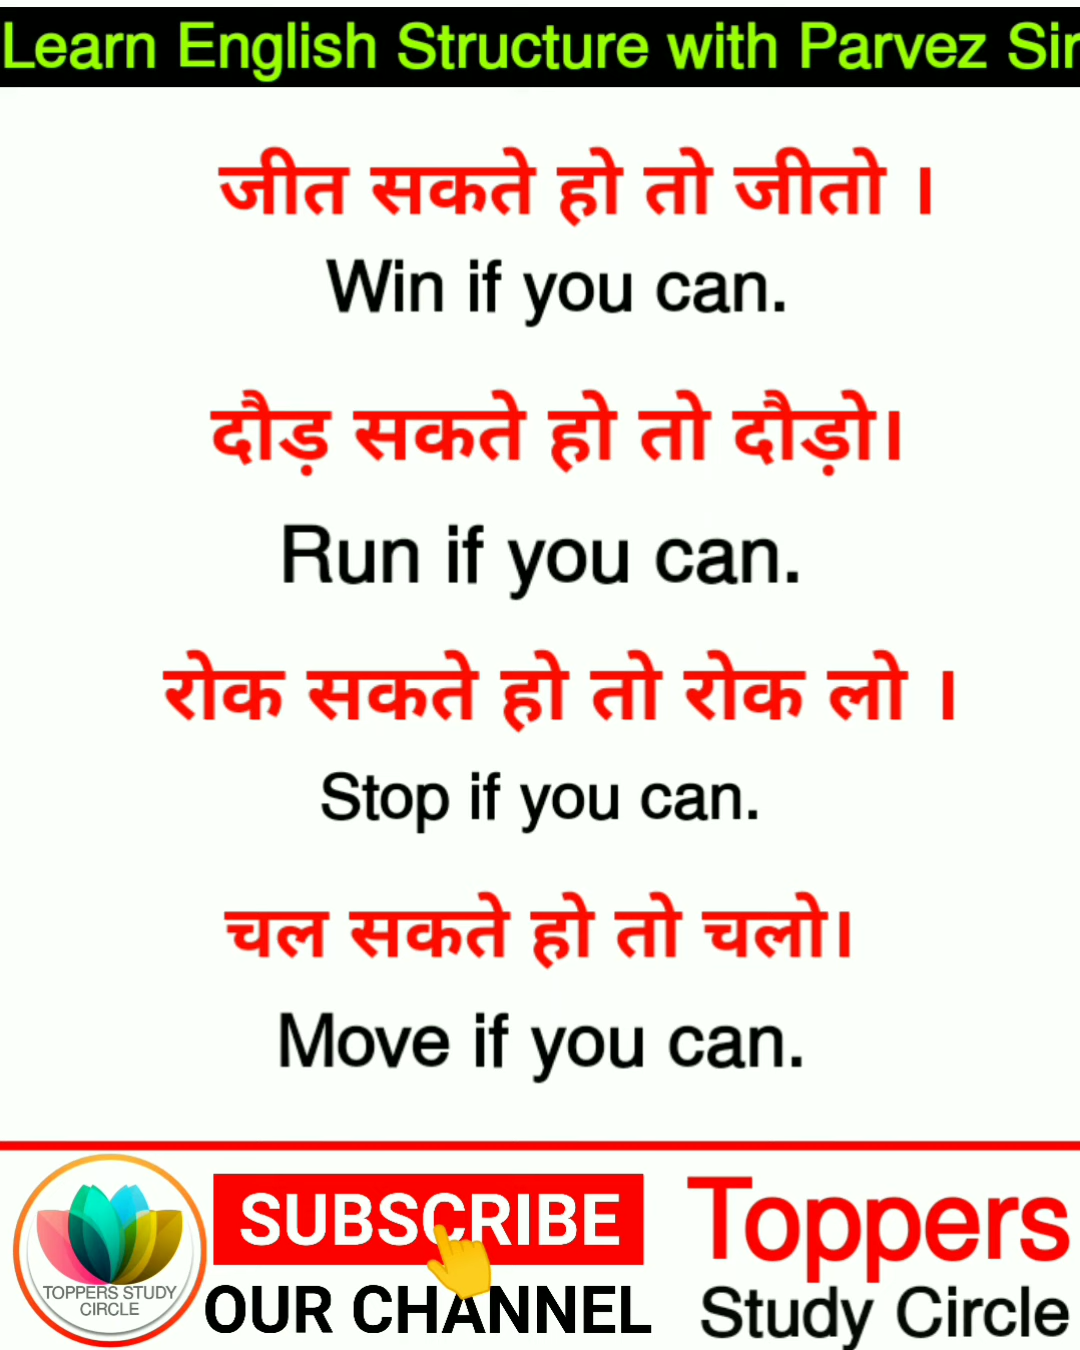 Learn English Structure with Parvez Sir
जीत सकते हो तो जीतो ।
Win if you can.
दौड़ सकते हो तो दौड़ो।
Run if you can.
रोक सकते हो तो रोक लो ।
Stop if you can.
चल सकते हो तो चलो।
Move if you can.
TOPPERS STUDY
CIRCLE
SUBSCRIBE
OUR CHANNEL
Toppers
Study Circle